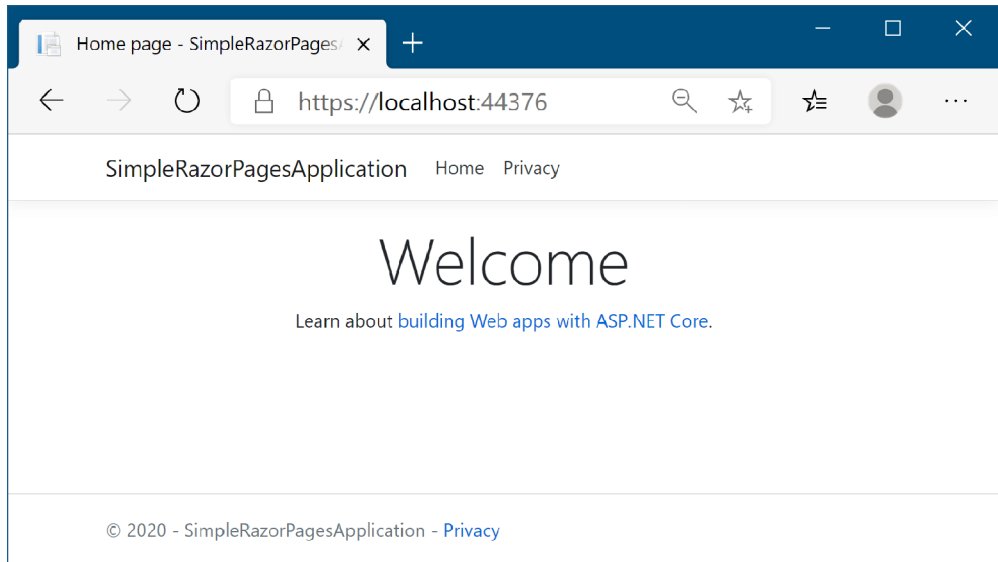 Home page - SimpleRazorPages
https://localhost:44376
SimpleRazorPagesApplication Home Privacy
Welcome
Learn about building Web apps with ASP.NET Core.
© 2020 - SimpleRazorPagesApplication - Privacy